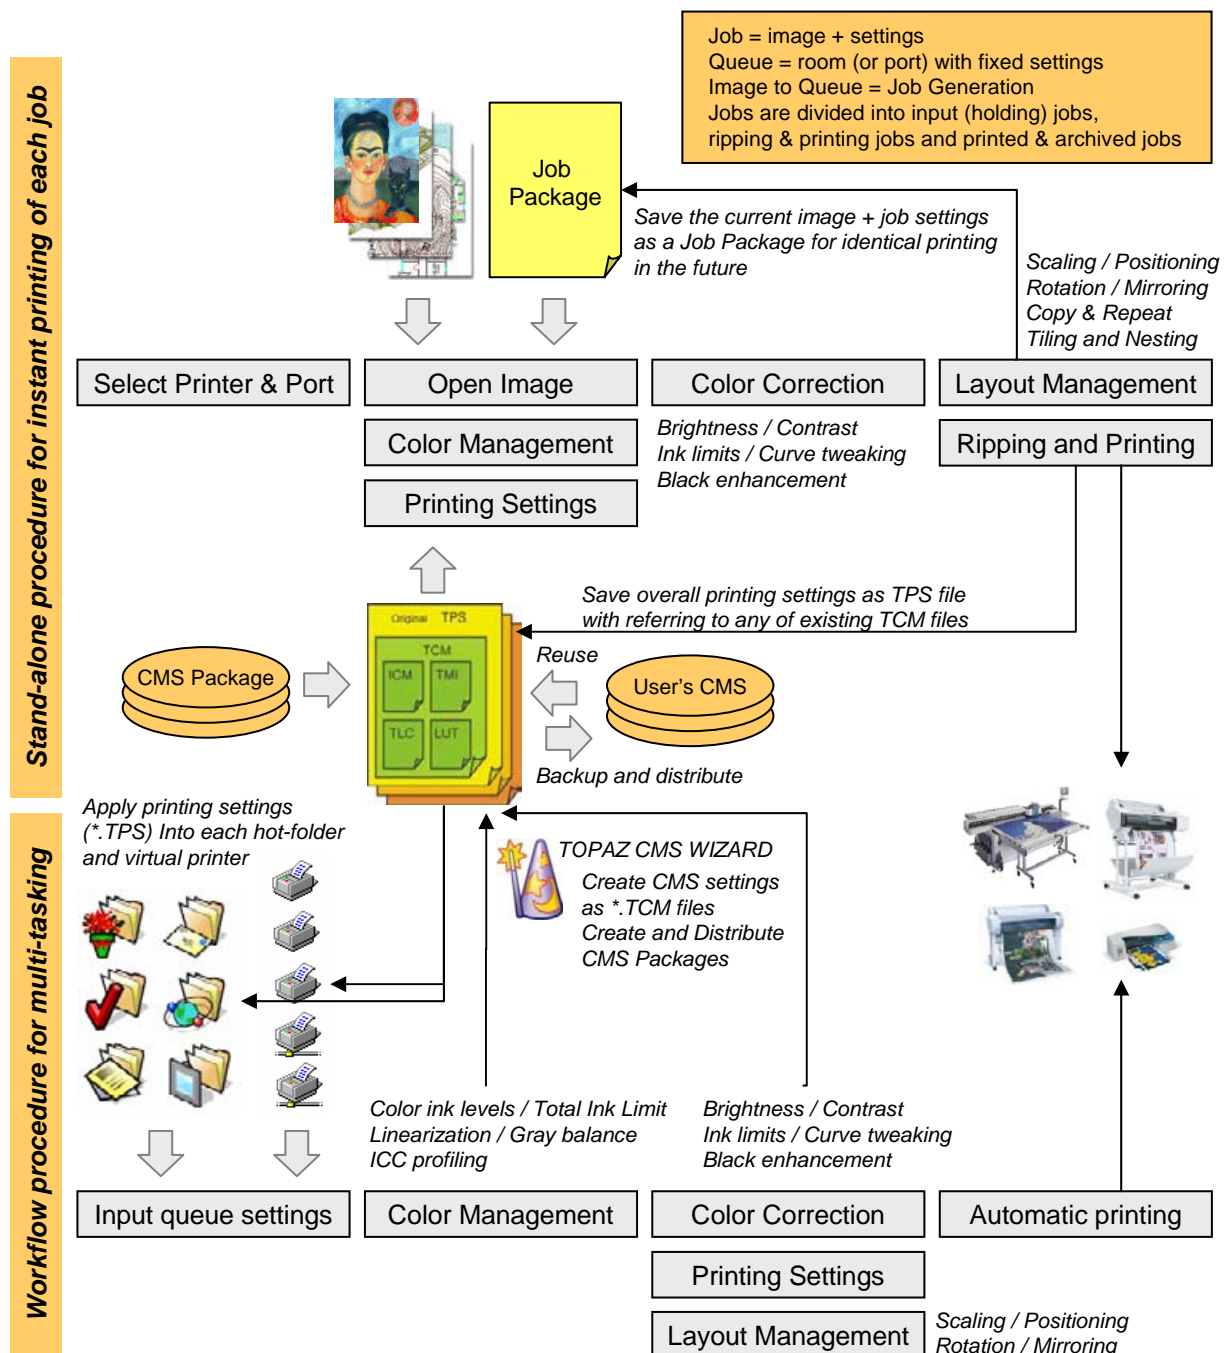 Job = image + settings
Queue = room (or port) with fixed settings
Image to Queue = Job Generation
Jobs are divided into input (holding) jobs,
ripping & printing jobs and printed & archived jobs
Stand-alone procedure for instant printing of each job
Job
Package
Save the current image + job settings
as a Job Package for identical printing
in the future
Scaling / Positioning
Rotation / Mirroring
Copy & Repeat
Tiling and Nesting
Select Printer & Port
Open Image
Color Correction
Layout Management
Color Management
Brightness / Contrast
Ink limits / Curve tweaking
Black enhancement
Ripping and Printing
Printing Settings
Save overall printing settings as TPS file
with referring to any of existing TCM files
Original TPS
TCM
ICM TMI
TLC LUT
CMS Package
Reuse
User's CMS
Backup and distribute
Workflow procedure for multi-tasking
Apply printing settings
(*.TPS) Into each hot-folder
and virtual printer
TOPAZ CMS WIZARD
Create CMS settings
as *.TCM files
Create and Distribute
CMS Packages
Color ink levels / Total Ink Limit
Linearization / Gray balance
ICC profiling
Brightness / Contrast
Ink limits / Curve tweaking
Black enhancement
Input queue settings
Color Management
Color Correction
Automatic printing
Printing Settings
Layout Management
Scaling / Positioning
Rotation / Mirroring